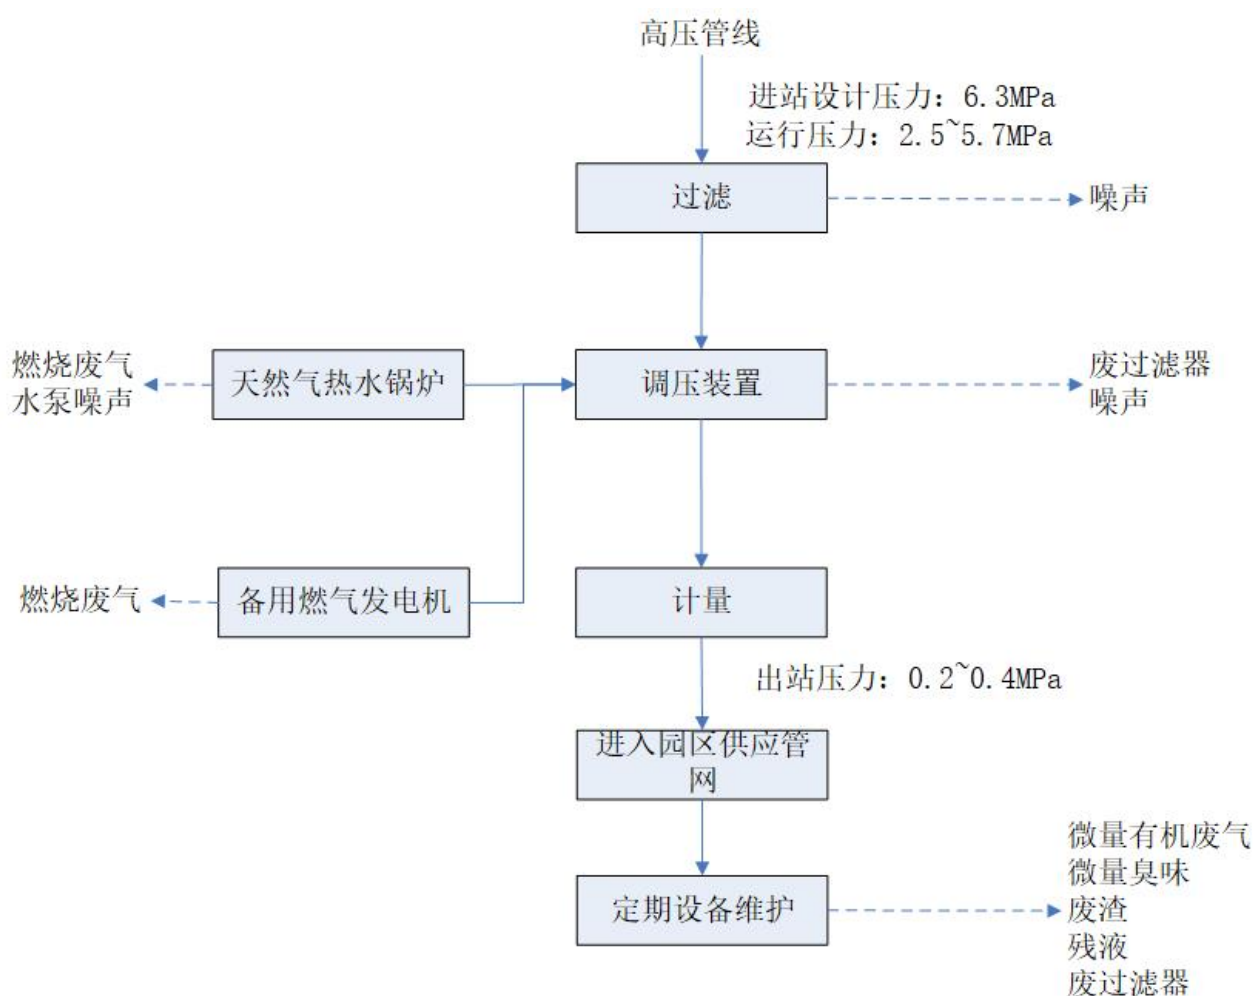 高压管线
进站设计压力：6.3MPa
运行压力：2.5~5.7MPa
过滤
噪声
燃烧废气
水泵噪声
天然气热水锅炉
调压装置
废过滤器
噪声
燃烧废气
备用燃气发电机
计量
出站压力：0.2~0.4MPa
进入园区供应管
网
定期设备维护
微量有机废气
微量臭味
废渣
残液
废过滤器